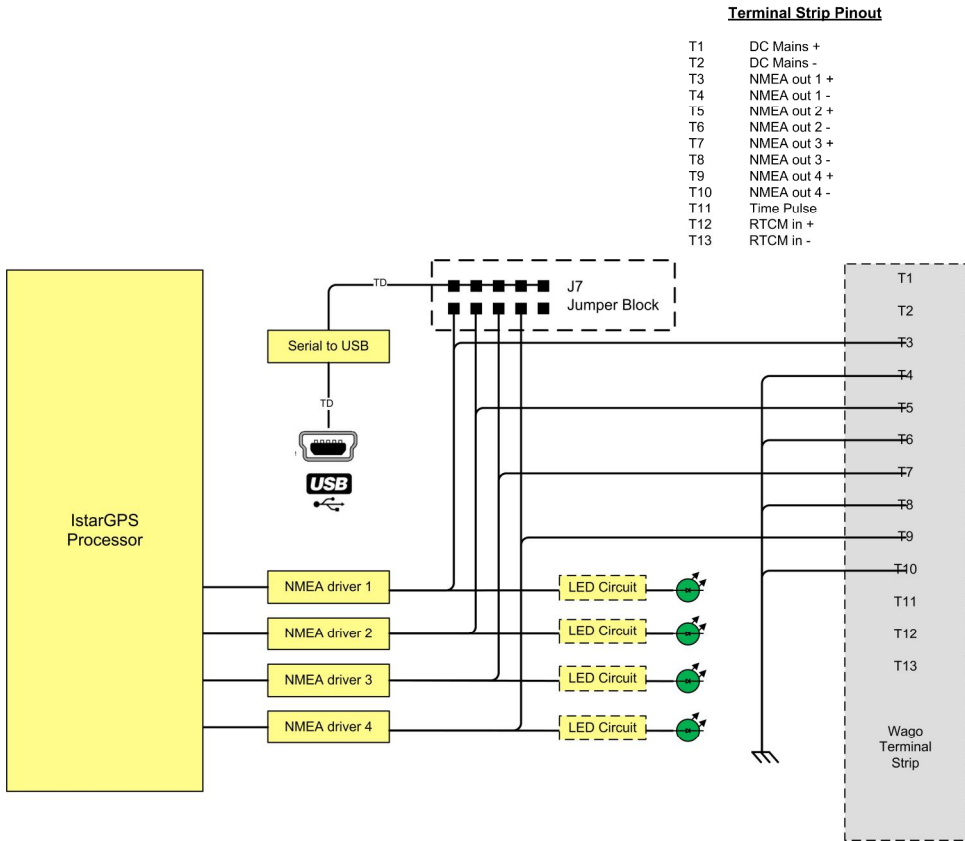 Terminal Strip Pinout
T1 DC Mains +
T2 DC Mains -
T3 NMEA out 1 +
T4 NMEA out 1 -
T5 NMEA out 2 +
T6 NMEA out 2 -
T7 NMEA out 3 +
T8 NMEA out 3 -
T9 NMEA out 4 +
T10 NMEA out 4 -
T11 Time Pulse
T12 RTCM in +
T13 RTCM in -
TD
J7
Jumper Block
Serial to USB
TD
USB
IstarGPS
Processor
NMEA driver 1
NMEA driver 2
NMEA driver 3
NMEA driver 4
LED Circuit
LED Circuit
LED Circuit
LED Circuit
T1
T2
T3
T4
T5
T6
T7
T8
T9
T10
T11
T12
T13
Wago
Terminal
Strip